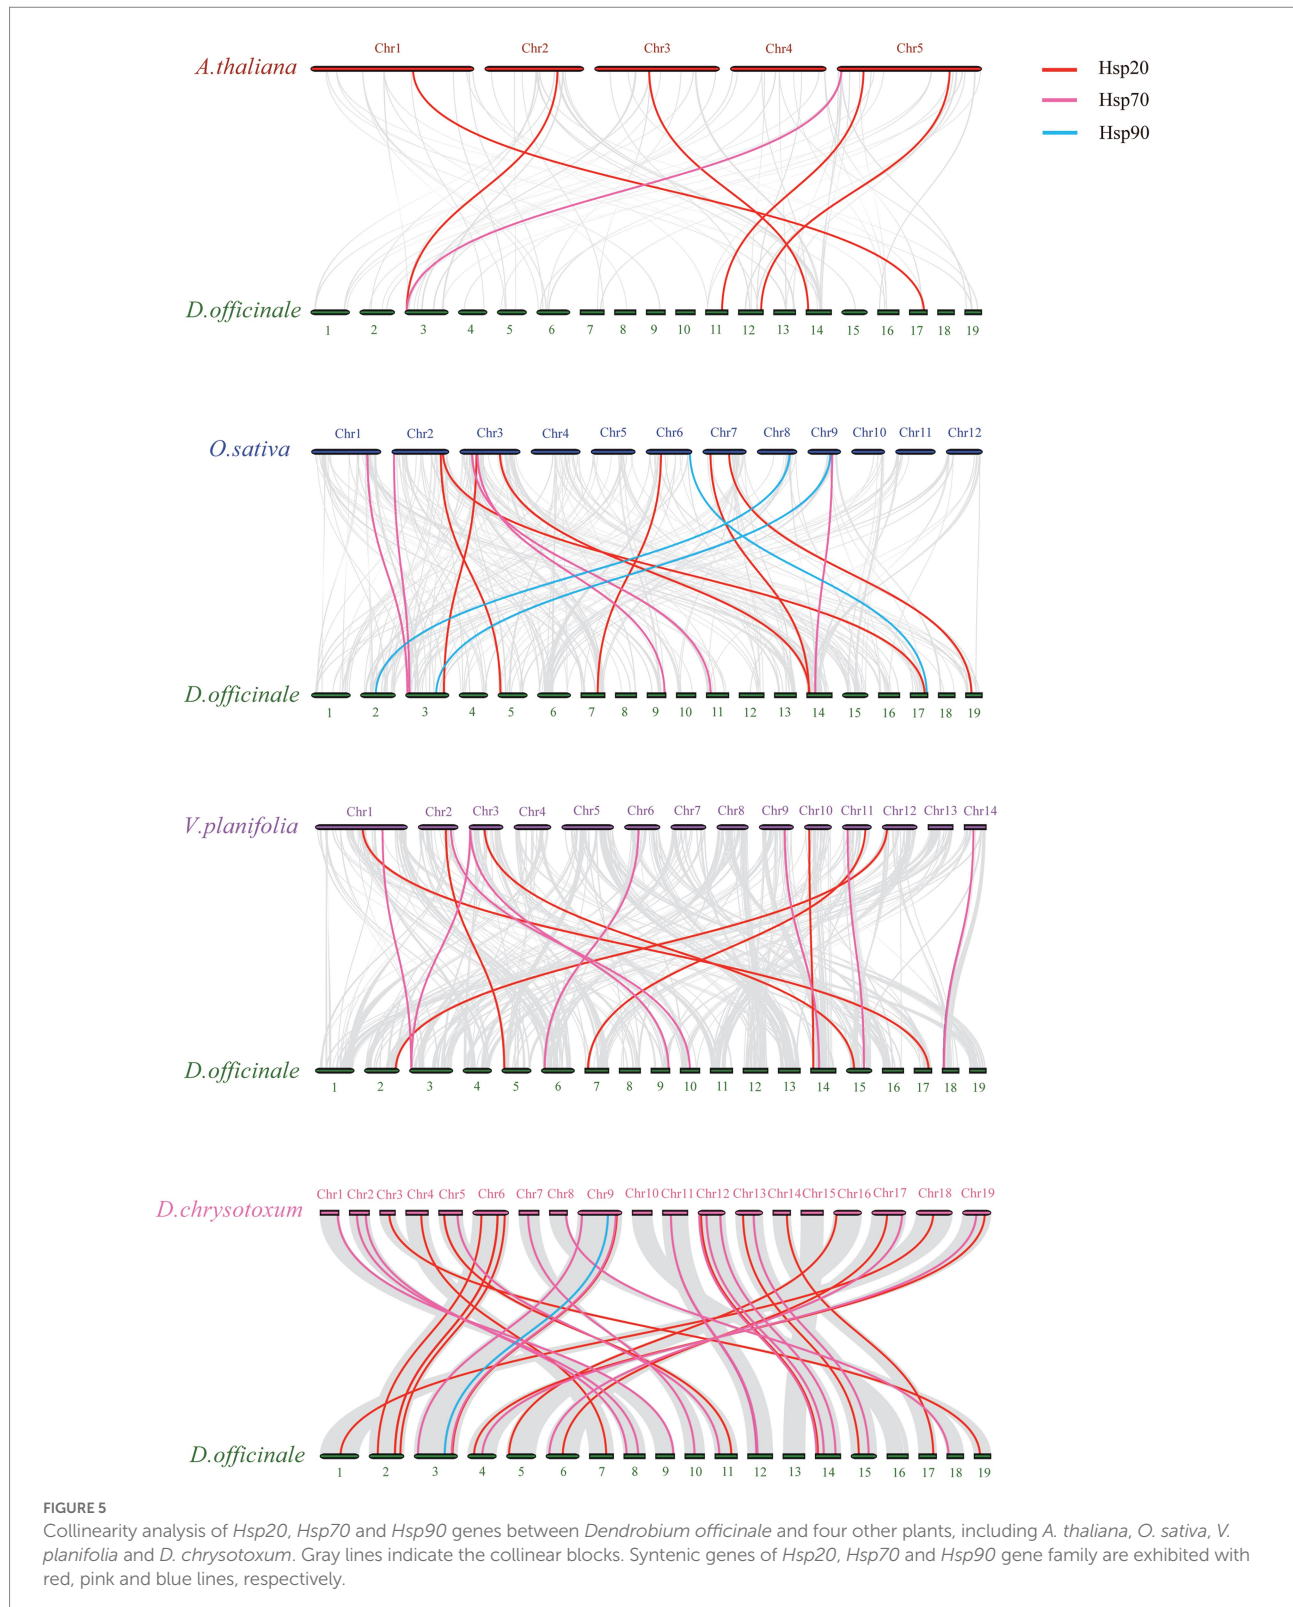 Chr1 Chr2 Chr3 Chr4 Chr5
A.thaliana
Hsp20
Hsp70
Hsp90
D.officinale
1 2 3 4 5 6 7 8 9 10 11 12 13 14 15 16 17 18 19
Chr1 Chr2 Chr3 Chr4 Chr5 Chr6 Chr7 Chr8 Chr9 Chr10 Chr11 Chr12
O.sativa
D.officinale
1 2 3 4 5 6 7 8 9 10 11 12 13 14 15 16 17 18 19
Chr1 Chr2 Chr3 Chr4 Chr5 Chr6 Chr7 Chr8 Chr9 Chr10 Chr11 Chr12 Chr13 Chr14
V.planifolia
D.officinale
1 2 3 4 5 6 7 8 9 10 11 12 13 14 15 16 17 18 19
Chr1 Chr2 Chr3 Chr4 Chr5 Chr6 Chr7 Chr8 Chr9 Chr10 Chr11 Chr12 Chr13 Chr14 Chr15 Chr16 Chr17 Chr18 Chr19
D.chrysotoxum
D.officinale
1 2 3 4 5 6 7 8 9 10 11 12 13 14 15 16 17 18 19
FIGURE 5
Collinearity analysis of Hsp20, Hsp70 and Hsp90 genes between Dendrobium officinale and four other plants, including A. thaliana, O. sativa, V.
planifolia and D. chrysotoxum. Gray lines indicate the collinear blocks. Syntenic genes of Hsp20, Hsp70 and Hsp90 gene family are exhibited with
red, pink and blue lines, respectively.